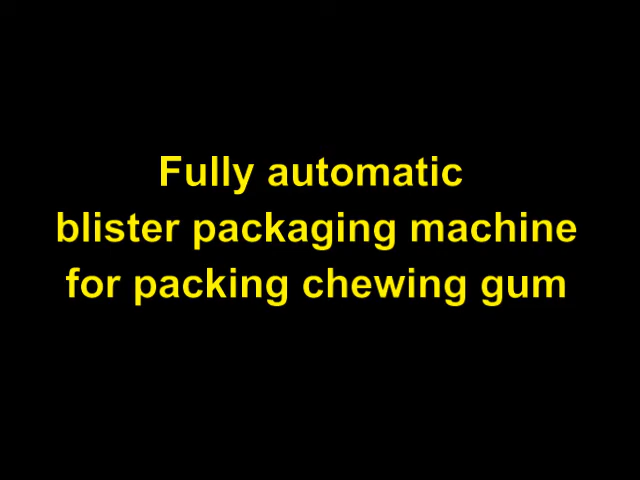 Fully automatic
blister packaging machine
for packing chewing gum